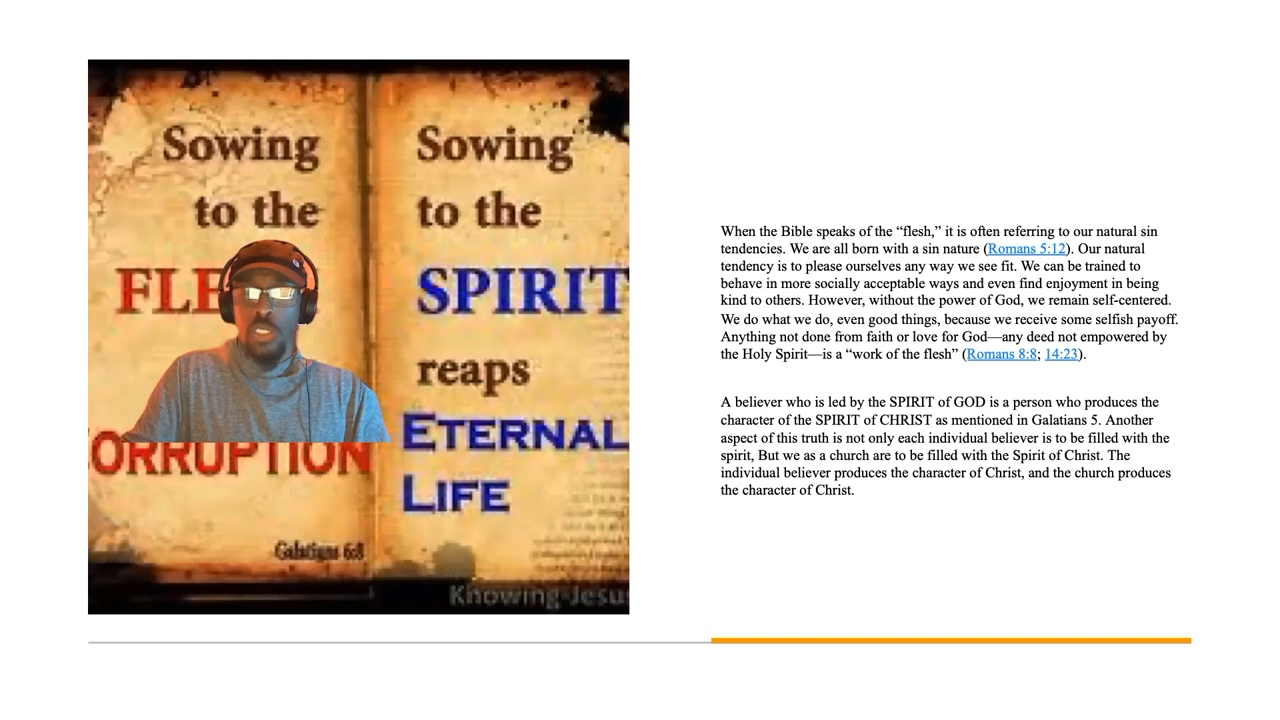 Sowing
to the
FLE
ORRUPTION
Galatians 6:8
Sowing
to the
SPIRIT
reaps
ETERNAL
LIFE
Knowing-Jesus
When the Bible speaks of the “flesh,” it is often referring to our natural sin
tendencies. We are all born with a sin nature (Romans 5:12). Our natural
tendency is to please ourselves any way we see fit. We can be trained to
behave in more socially acceptable ways and even find enjoyment in being
kind to others. However, without the power of God, we remain self-centered.
We do what we do, even good things, because we receive some selfish payoff.
Anything not done from faith or love for God—any deed not empowered by
the Holy Spirit—is a “work of the flesh” (Romans 8:8; 14:23).
A believer who is led by the SPIRIT of GOD is a person who produces the
character of the SPIRIT of CHRIST as mentioned in Galatians 5. Another
aspect of this truth is not only each individual believer is to be filled with the
spirit, But we as a church are to be filled with the Spirit of Christ. The
individual believer produces the character of Christ, and the church produces
the character of Christ.